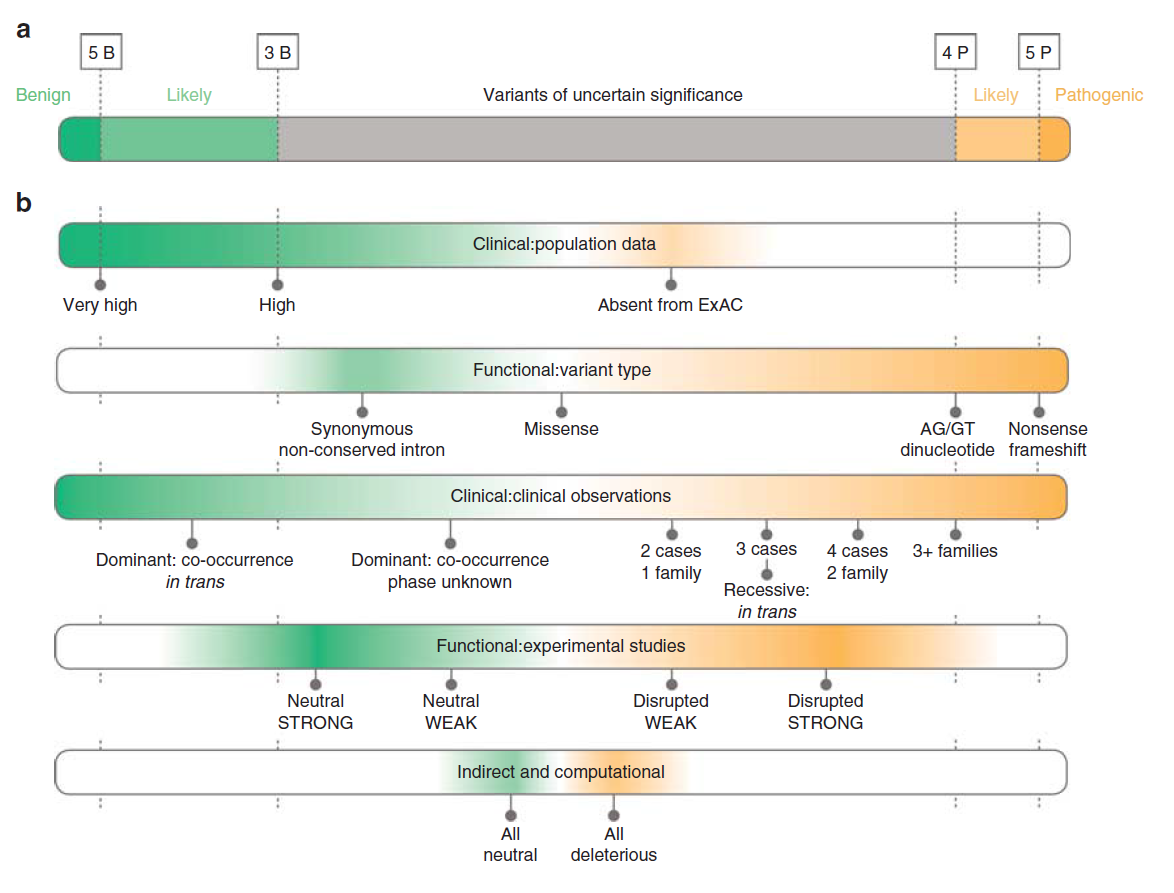 a
5 B
3 B
4 P
5 P
Benign
Likely
Variants of uncertain significance
Likely
Pathogenic
b
Clinical:population data
Very high
High
Absent from ExAC
Functional:variant type
Synonymous
non-conserved intron
Missense
AG/GT
dinucleotide
Nonsense
frameshift
Clinical:clinical observations
Dominant: co-occurrence
in trans
Dominant: co-occurrence
phase unknown
2 cases
1 family
3 cases
Recessive:
in trans
4 cases
2 family
3+ families
Functional:experimental studies
Neutral
STRONG
Neutral
WEAK
Disrupted
WEAK
Disrupted
STRONG
Indirect and computational
All
neutral
All
deleterious